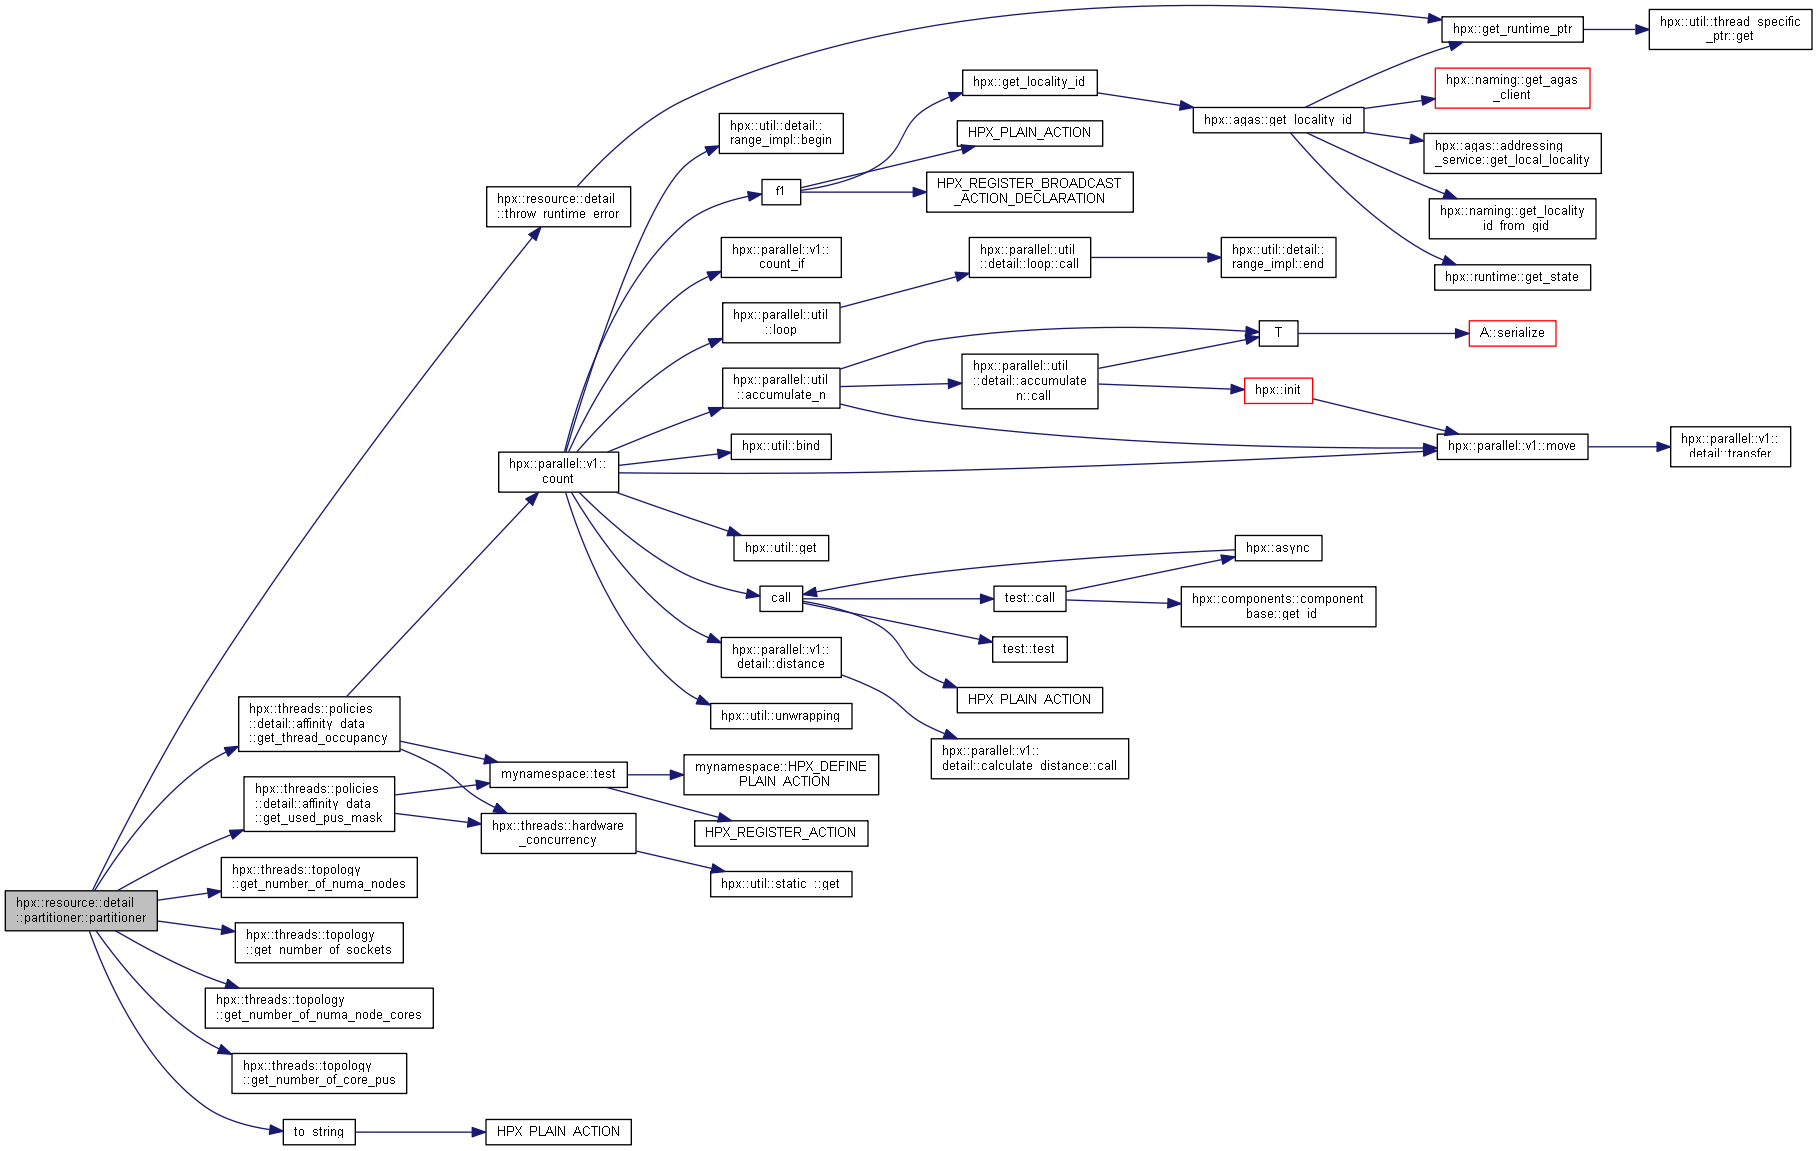 hpx::resource::detail
::partitioner::partitioner
hpx::resource::detail
::throw_runtime_error
hpx::threads::policies
::detail::affinity_data
::get_thread_occupancy
hpx::threads::policies
::detail::affinity_data
::get_used_pus_mask
hpx::threads::topology
::get_number_of_numa_nodes
hpx::threads::topology
::get_number_of_sockets
hpx::threads::topology
::get_number_of_numa_node_cores
hpx::threads::topology
::get_number_of_core_pus
to_string
HPX_PLAIN_ACTION
hpx::parallel::v1::
count
mynamespace::test
hpx::threads::hardware
_concurrency
hpx::util::detail::
range_impl::begin
f1
hpx::parallel::v1::
count_if
hpx::parallel::util
::loop
hpx::parallel::util
::accumulate_n
hpx::util::bind
hpx::util::get
call
hpx::parallel::v1::
detail::distance
hpx::util::unwrapping
mynamespace::HPX_DEFINE
_PLAIN_ACTION
HPX_REGISTER_ACTION
hpx::util::static_::get
hpx::get_locality_id
HPX_PLAIN_ACTION
HPX_REGISTER_BROADCAST
_ACTION_DECLARATION
hpx::parallel::util
::detail::loop::call
hpx::parallel::util
::detail::accumulate
_n::call
test::call
test::test
HPX_PLAIN_ACTION
hpx::parallel::v1::
detail::calculate_distance::call
hpx::agas::get_locality_id
hpx::util::detail::
range_impl::end
T
hpx::init
hpx::async
hpx::components::component
_base::get_id
hpx::get_runtime_ptr
hpx::naming::get_agas
_client
hpx::agas::addressing
_service::get_local_locality
hpx::naming::get_locality
_id_from_gid
hpx::runtime::get_state
A::serialize
hpx::parallel::v1::move
hpx::util::thread_specific
_ptr::get
hpx::parallel::v1::
detail::transfer